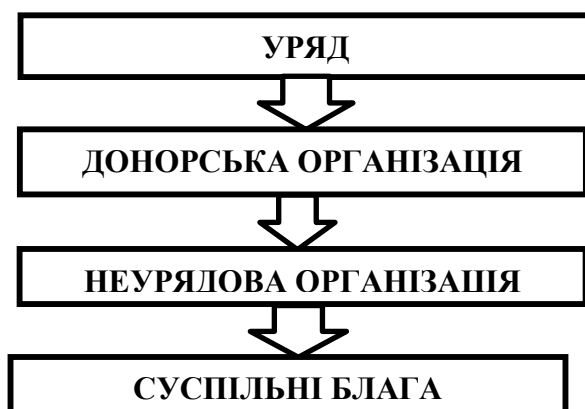 УРЯД
ДОНОРСЬКА ОРГАНІЗАЦІЯ
НЕУРЯДОВА ОРГАНІЗАЦІЯ
СУСПІЛЬНІ БЛАГА